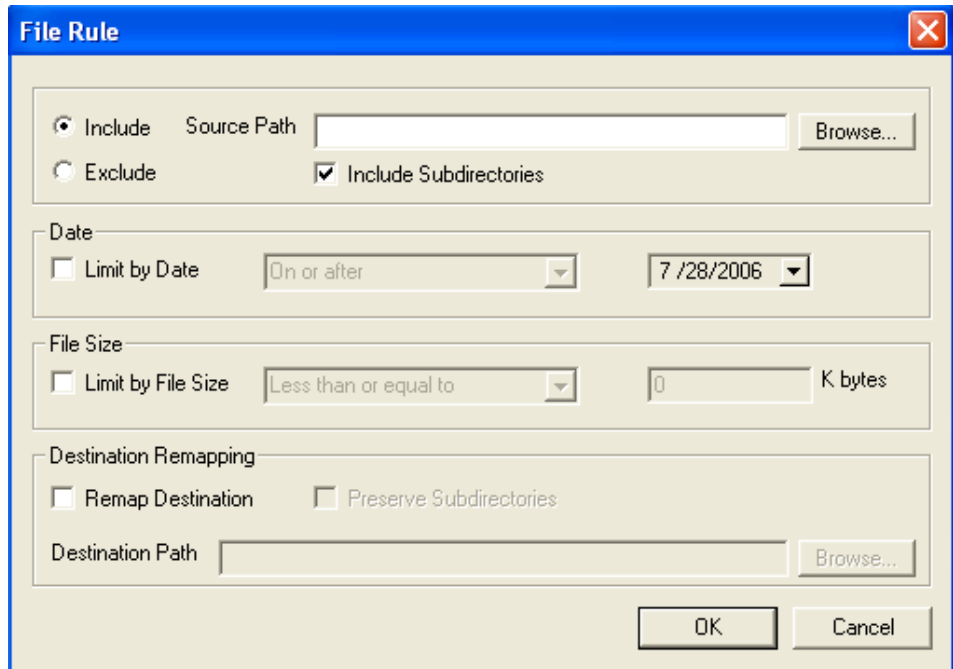 File Rule
Include Source Path Browse...
Exclude Include Subdirectories
Date
Limit by Date On or after 7 /28/2006
File Size
Limit by File Size Less than or equal to 0 K bytes
Destination Remapping
Remap Destination Preserve Subdirectories
Destination Path Browse...
OK Cancel